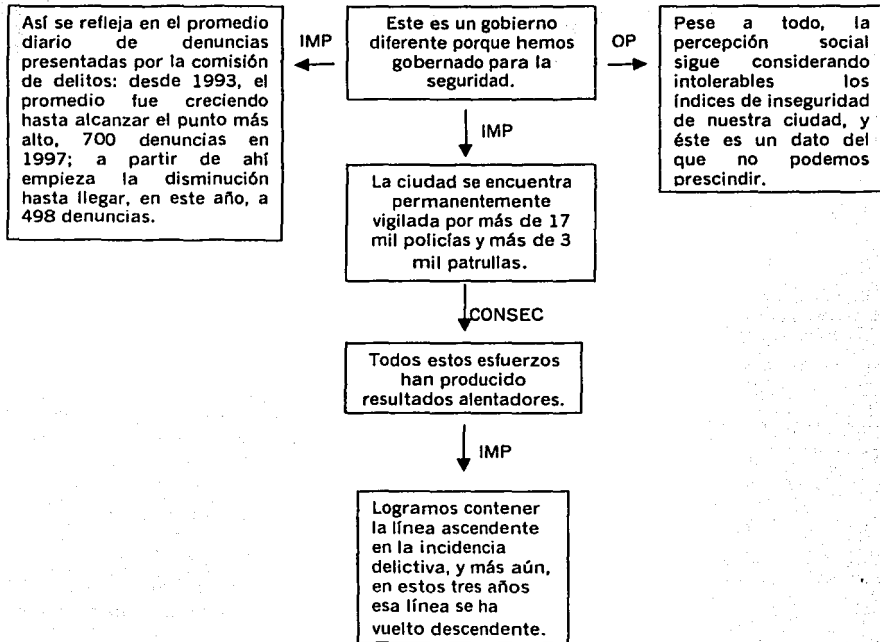 Así se refleja en el promedio
diario de denuncias
presentadas por la comisión
de delitos: desde 1993, el
promedio fue creciendo
hasta alcanzar el punto más
alto, 700 denuncias en
1997; a partir de ahí
empieza la disminución
hasta llegar, en este año, a
498 denuncias.
IMP
Este es un gobierno
diferente porque hemos
gobernado para la
seguridad.
OP
Pese a todo, la
percepción social
sigue considerando
intolerables los
índices de inseguridad
de nuestra ciudad, y
éste es un dato del
que no podemos
prescindir.
IMP
La ciudad se encuentra
permanentemente
vigilada por más de 17
mil policías y más de 3
mil patrullas.
CONSEC
Todos estos esfuerzos
han producido
resultados alentadores.
IMP
Logramos contener
la línea ascendente
en la incidencia
delictiva, y más aún,
en estos tres años
esa línea se ha
vuelto descendente.